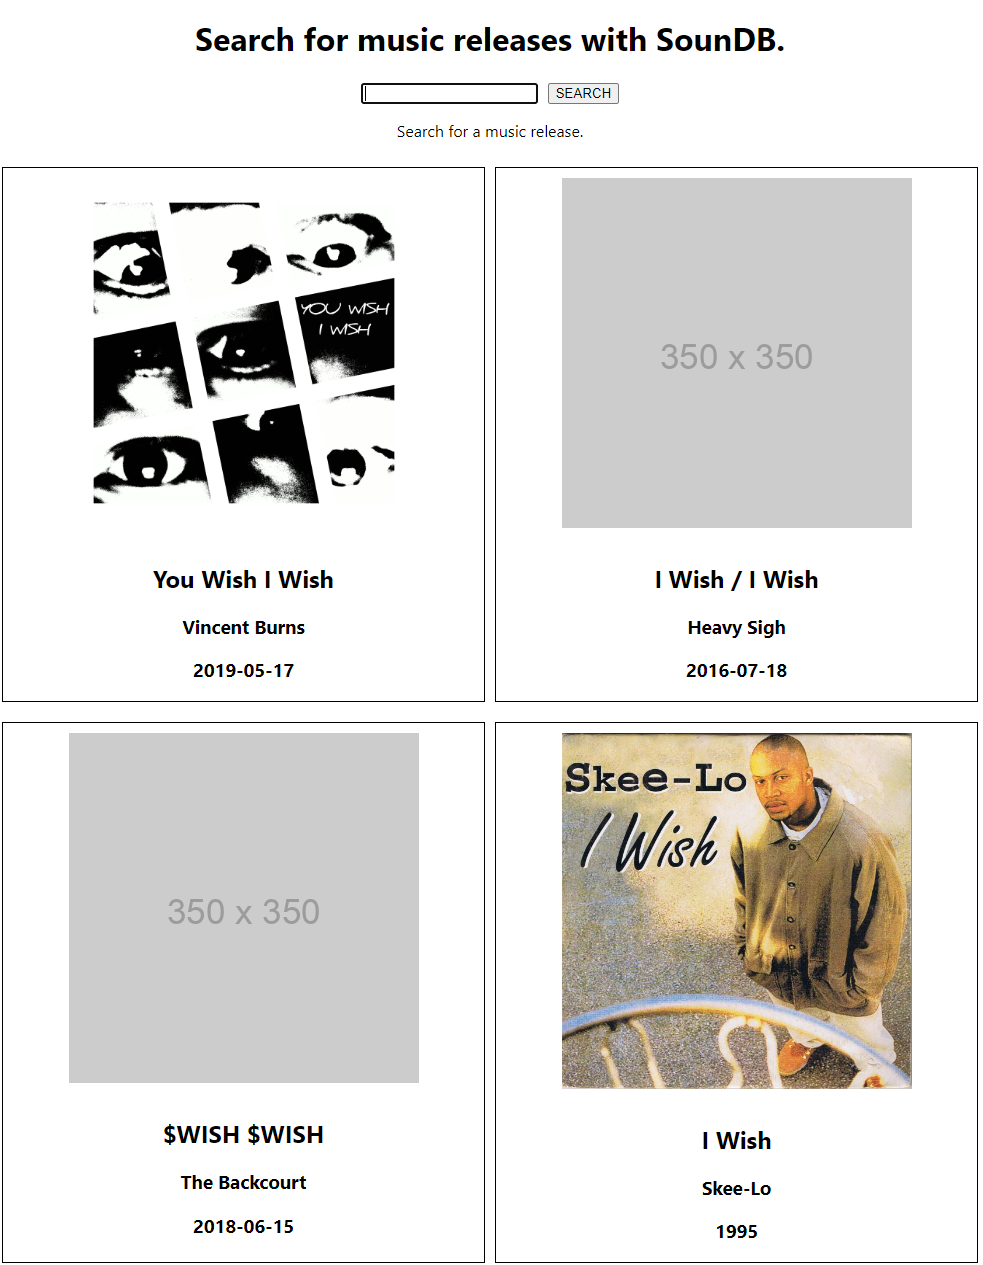 Search for music releases with SounDB.
SEARCH
Search for a music release.
YOU WISH
I WISH
You Wish I Wish
Vincent Burns
2019-05-17
350 x 350
I Wish / I Wish
Heavy Sigh
2016-07-18
350 x 350
$WISH $WISH
The Backcourt
2018-06-15
Skee-Lo
I Wish
I Wish
Skee-Lo
1995